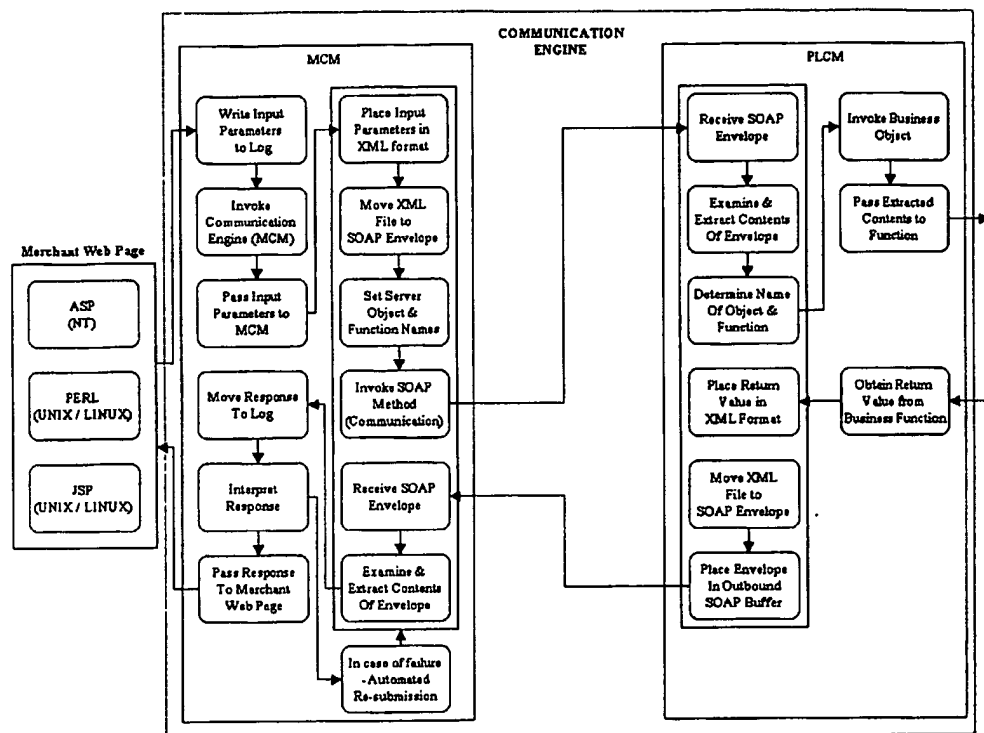 COMMUNICATION
ENGINE
MCM
PLCM
Merchant Web Page
ASP
(NT)
PERL
(UNIX / LINUX)
JSP
(UNIX / LINUX)
Write Input
Parameters
to Log
Invoke
Communication
Engine (MCM)
Pass Input
Parameters to
MCM
Move Response
To Log
Interpret
Response
Pass Response
To Merchant
Web Page
Place Input
Parameters in
XML format
Move XML
File to
SOAP Envelope
Set Server
Object &
Function Names
Invoke SOAP
Method
(Communication)
Receive SOAP
Envelope
Examine &
Extract Contents
Of Envelope
In case of failure
- Automated
Re-submission
Receive SOAP
Envelope
Examine &
Extract Contents
Of Envelope
Determine Name
Of Object &
Function
Place Return
Value in
XML Format
Move XML
File to
SOAP Envelope
Place Envelope
In Outbound
SOAP Buffer
Invoke Business
Object
Pass Extracted
Contents to
Function
Obtain Return
Value from
Business Function